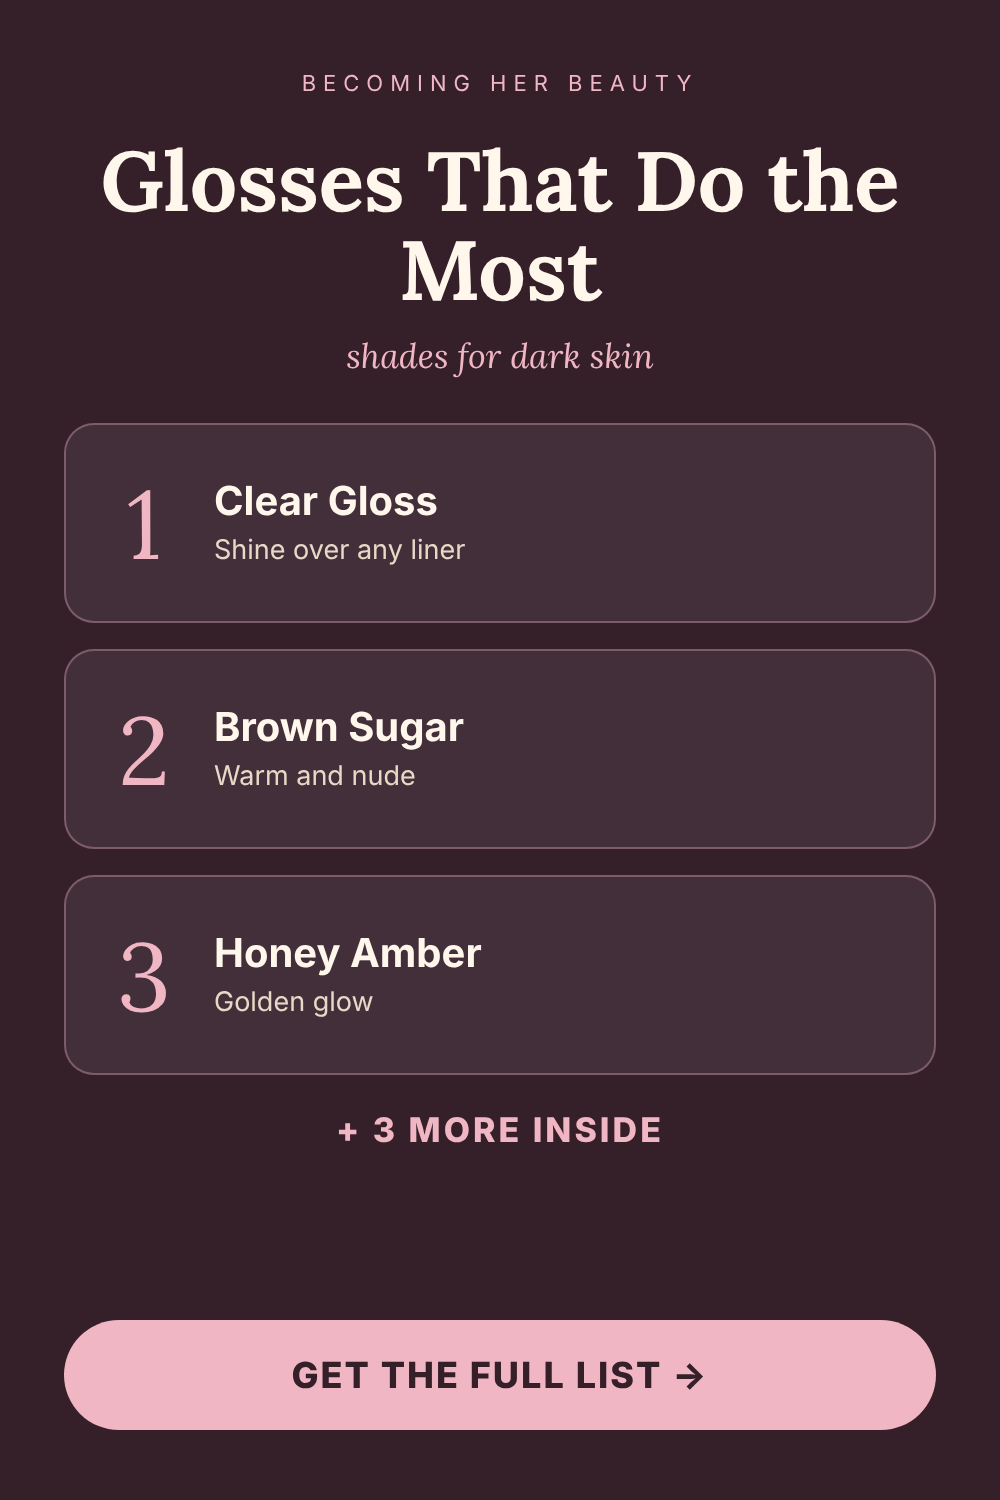 BECOMING HER BEAUTY
Glosses That Do the
Most
shades for dark skin
1
Clear Gloss
Shine over any liner
2
Brown Sugar
Warm and nude
3
Honey Amber
Golden glow
+ 3 MORE INSIDE
GET THE FULL LIST →